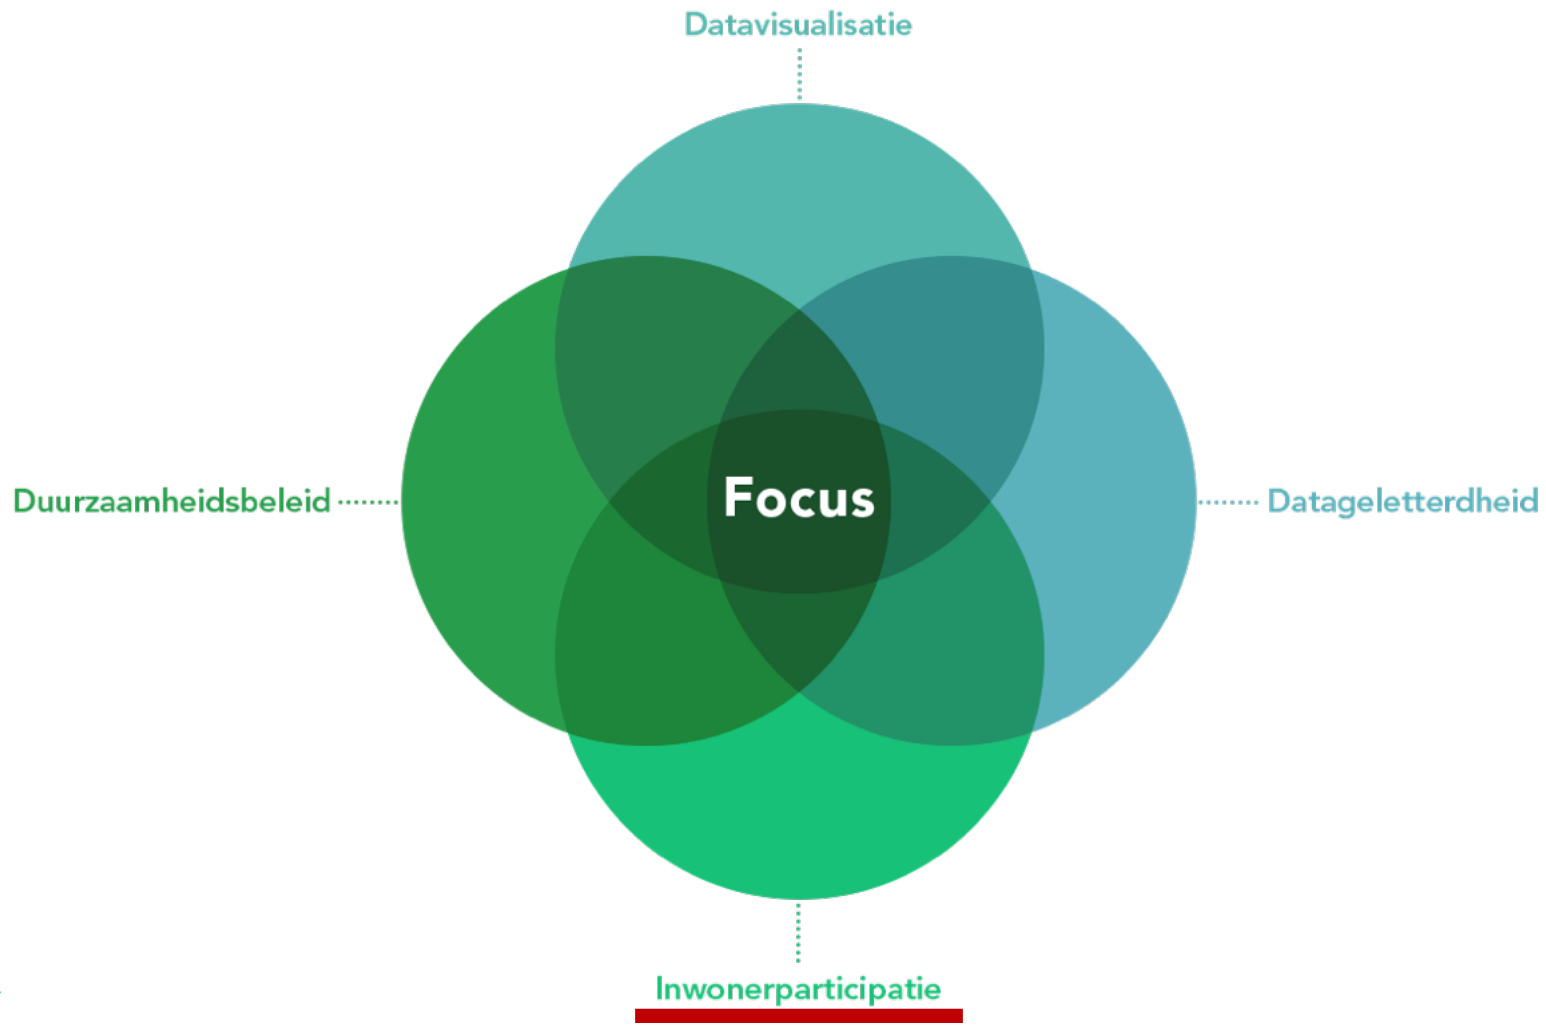 Datavisualisatie
Duurzaamheidsbeleid
Focus
Datageletterdheid
Inwonerparticipatie